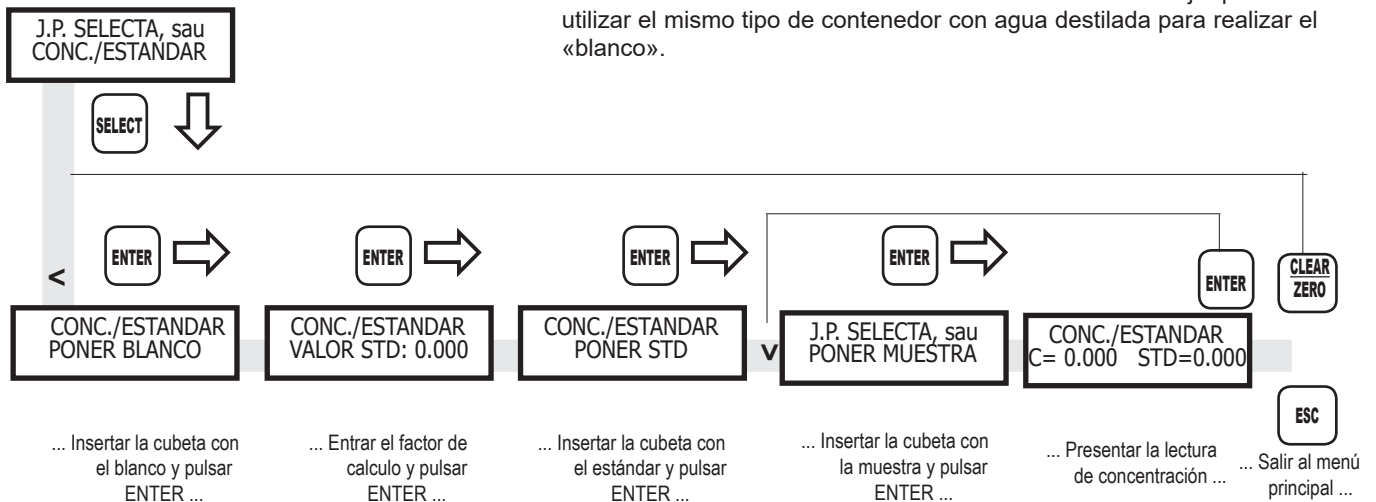 utilizar el mismo tipo de contenedor con agua destilada para realizar el
«blanco».
J.P. SELECTA, sau
CONC./ESTANDAR
SELECT
ENTER
ENTER
ENTER
ENTER
ENTER
CLEAR
ZERO
<
CONC./ESTANDAR
PONER BLANCO
CONC./ESTANDAR
VALOR STD: 0.000
CONC./ESTANDAR
PONER STD
J.P. SELECTA, sau
PONER MUESTRA
CONC./ESTANDAR
C= 0.000 STD=0.000
ESC
... Insertar la cubeta con
el blanco y pulsar
ENTER ...
... Entrar el factor de
calculo y pulsar
ENTER ...
... Insertar la cubeta con
el estándar y pulsar
ENTER ...
... Insertar la cubeta con
la muestra y pulsar
ENTER ...
... Presentar la lectura
de concentración ...
... Salir al menú
principal ...